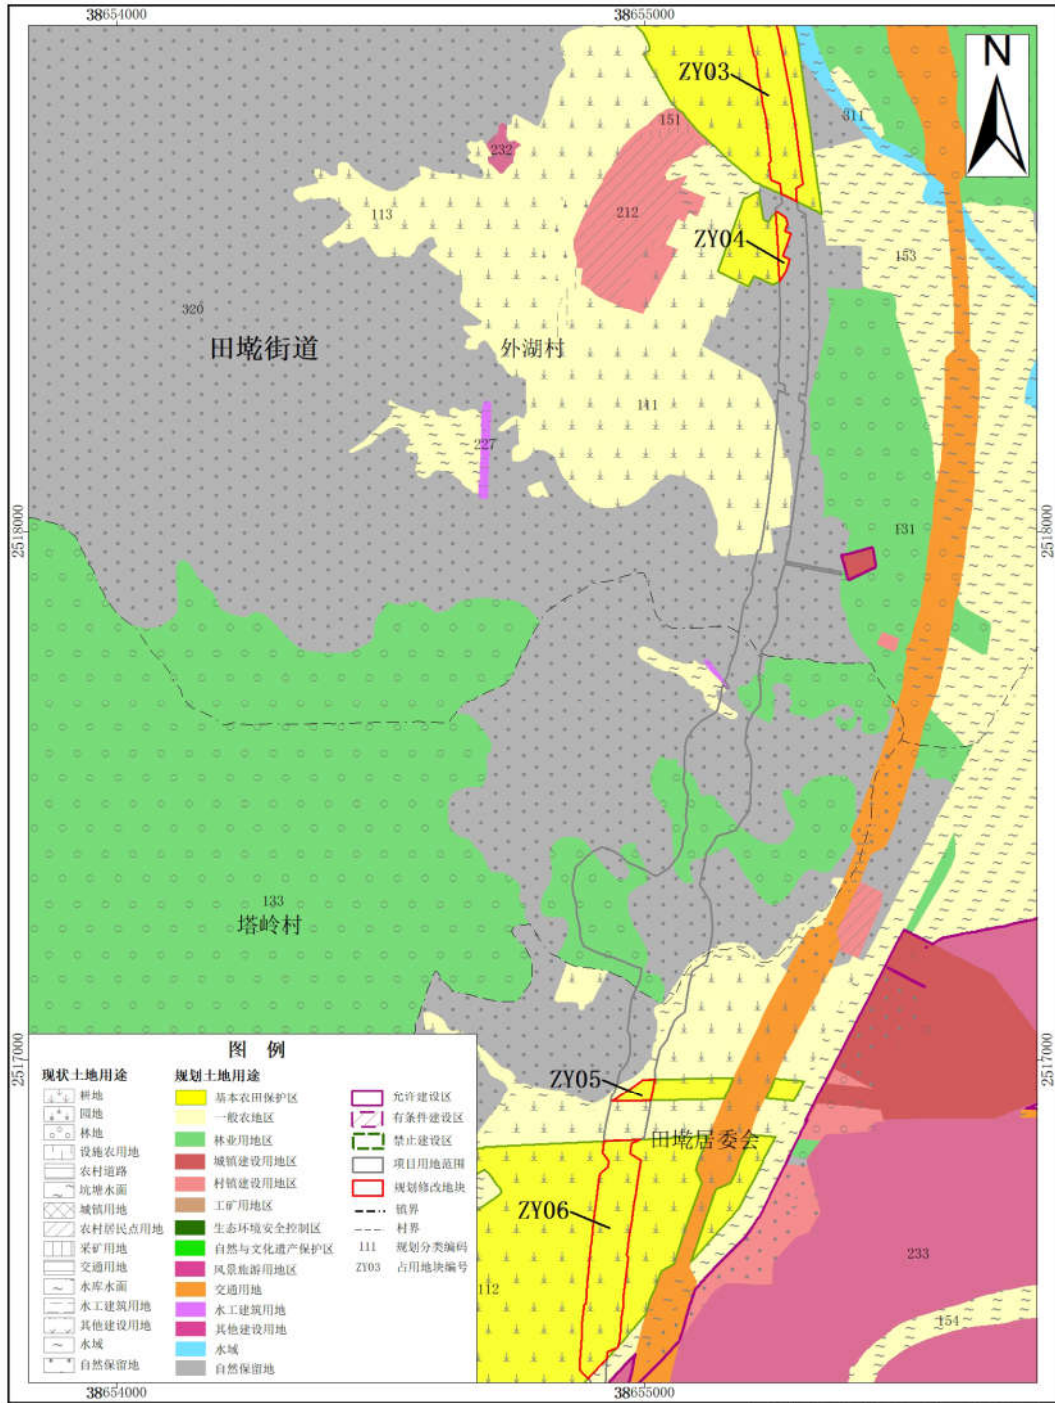 38654000
38655000
N
ZY03
311
151
232
113
212
ZY04
153
320
田墘街道
外湖村
111
227
2518000
2518000
131
133
塔岭村
2517000
2517000
图 例
现状土地用途
耕地
园地
林地
设施农用地
农村道路
坑塘水面
城镇用地
农村居民点用地
采矿用地
交通用地
水库水面
水工建筑用地
其他建设用地
水域
自然保留地
规划土地用途
基本农田保护区
一般农地区
林业用地区
城镇建设用地区
村镇建设用地区
工矿用地区
生态环境安全控制区
自然与文化遗产保护区
风景旅游用地区
交通用地
水工建筑用地
其他建设用地
水域
自然保留地
允许建设区
有条件建设区
禁止建设区
项目用地范围
规划修改地块
镇界
村界
111 规划分类编码
ZY03 占用地块编号
ZY05
田墘居委会
ZY06
233
112
154
38654000
38655000